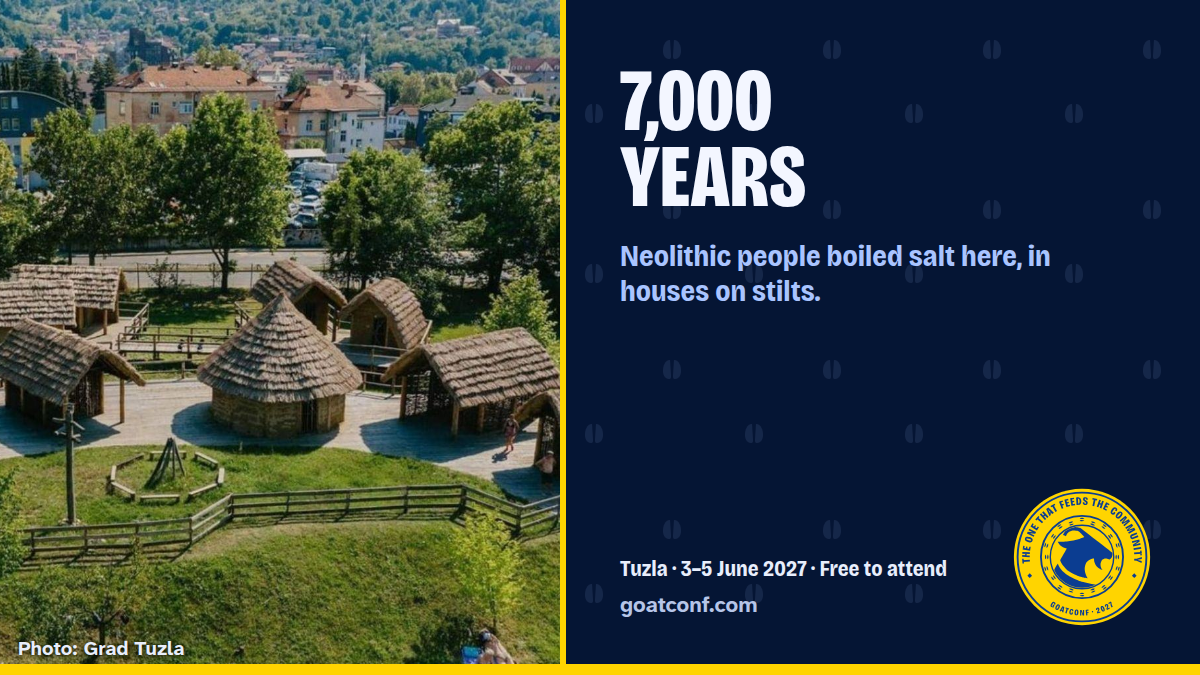 7,000
YEARS
Neolithic people boiled salt here, in
houses on stilts.
Tuzla · 3–5 June 2027 · Free to attend
goatconf.com
THE ONE THAT FEEDS THE COMMUNITY
GOATCONF · 2027
Photo: Grad Tuzla